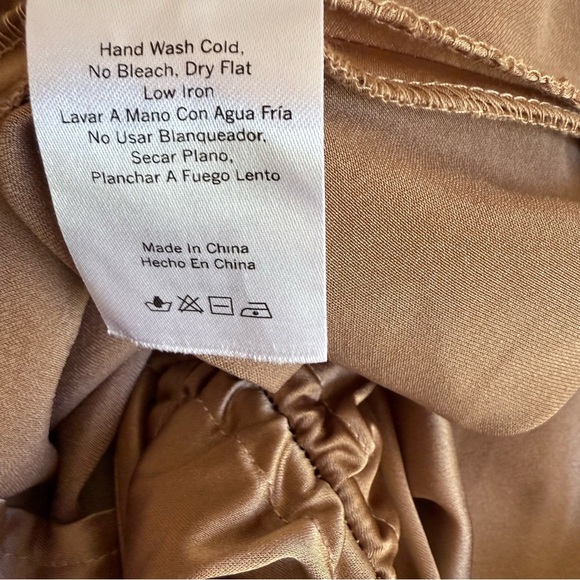 Hand Wash Cold,
No Bleach, Dry Flat
Low Iron
Lavar A Mano Con Agua Fría
No Usar Blanqueador,
Secar Plano,
Planchar A Fuego Lento
Made In China
Hecho En China